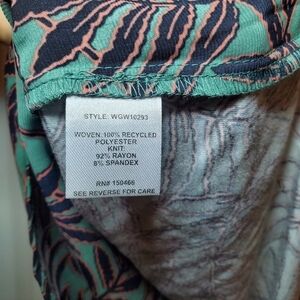 STYLE: WGW10293
WOVEN: 100% RECYCLED
POLYESTER
KNIT:
92% RAYON
8% SPANDEX
RN# 150466
SEE REVERSE FOR CARE